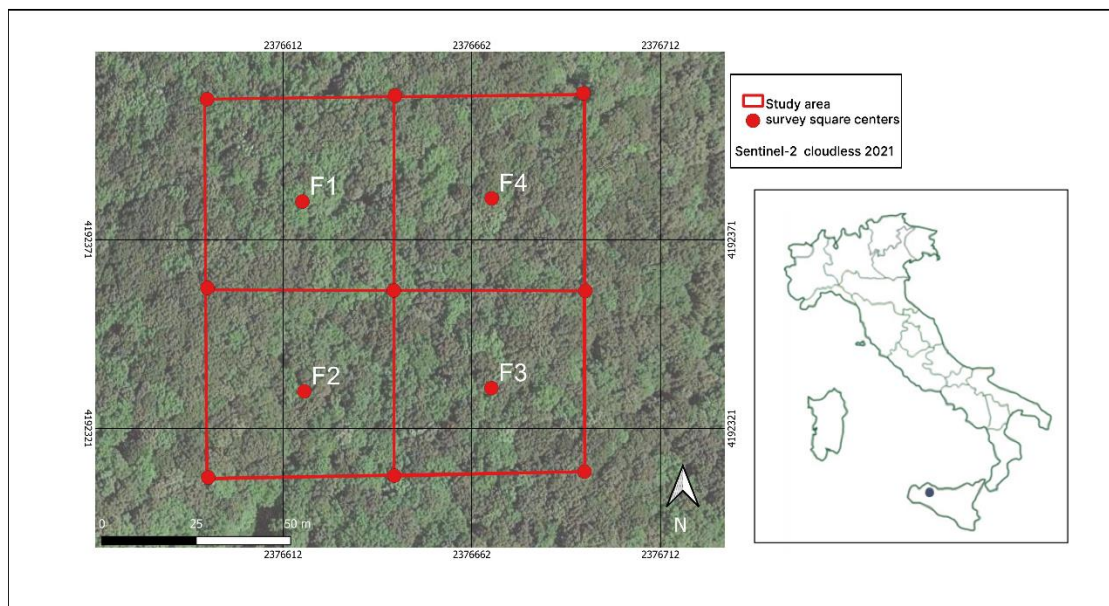 2376612 2376662 2376712
Study area
survey square centers
Sentinel-2 cloudless 2021
F1 F4
4192371 4192371
F2 F3
4192321 4192321
N
0 25 50 m
2376612 2376662 2376712